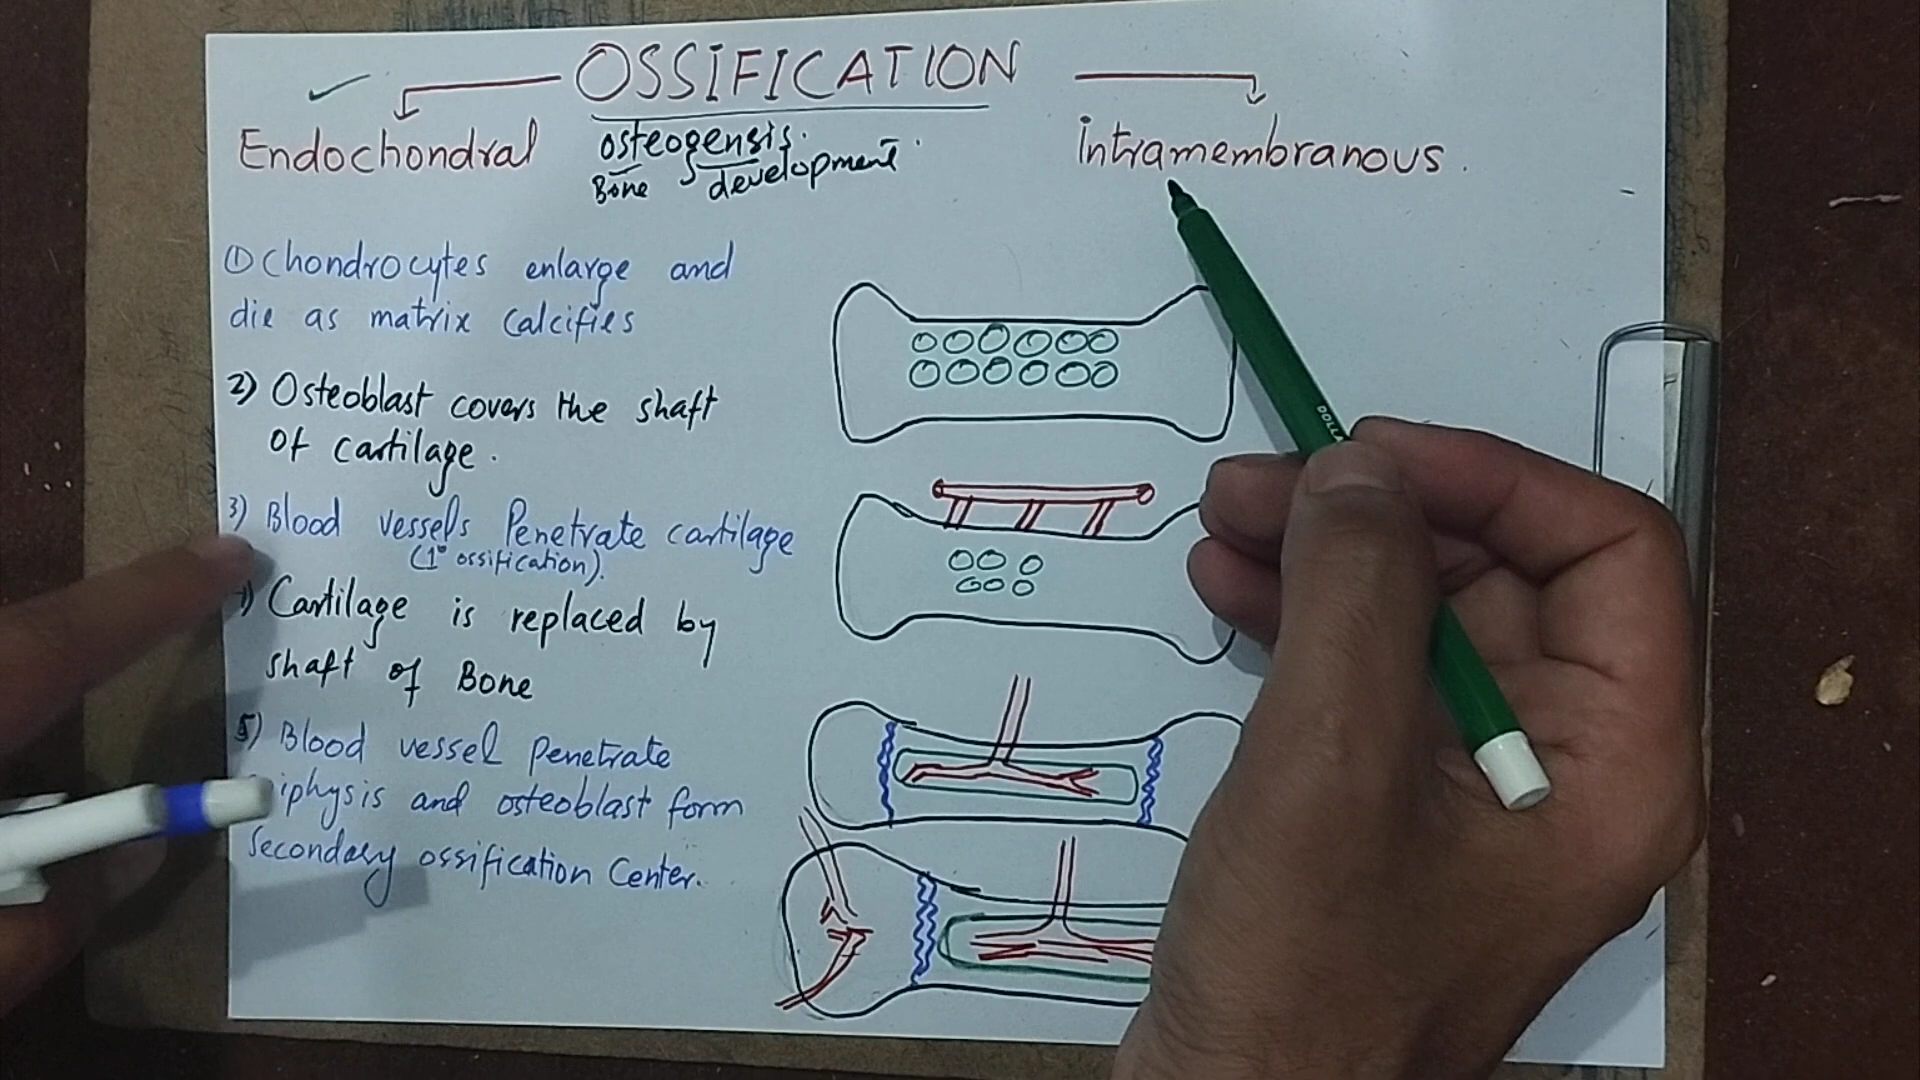 OSSIFICATION
Endochondral
osteogensis.
Bone development
intramembranous.
① Chondrocytes enlarge and
die as matrix calcifies
2) Osteoblast covers the shaft
of cartilage.
3) Blood vessels Penetrate cartilage
(1° ossification).
Cartilage is replaced by
shaft of Bone
5) Blood vessel penetrate
iphysis and osteoblast form
Secondary ossification Center.
DOLLA